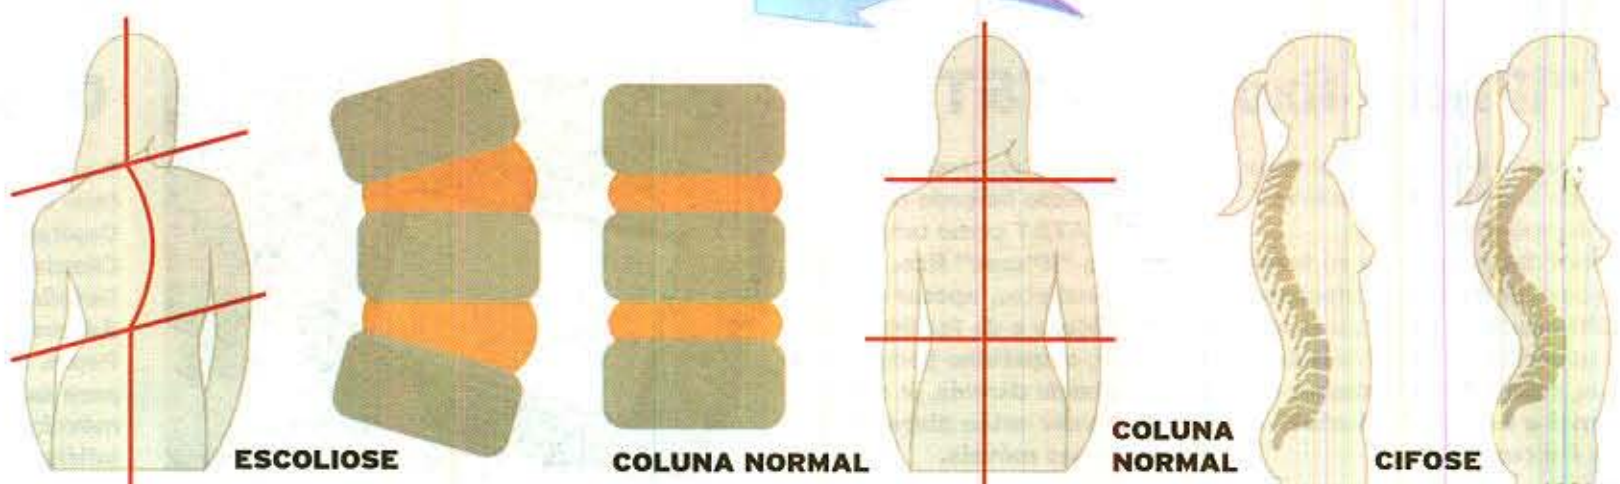 ESCOLIOSE
COLUNA NORMAL
COLUNA
NORMAL
CIFOSE